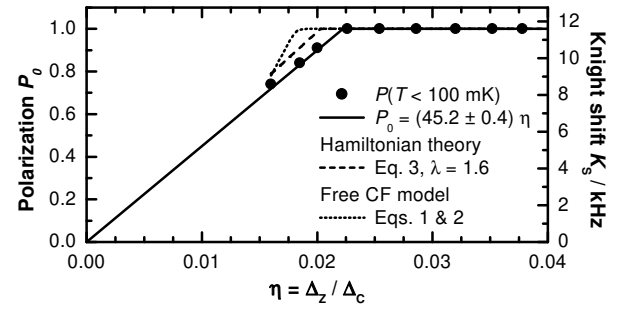 Polarization P₀
1.0
0.8
0.6
0.4
0.2
0.0
P(T < 100 mK)
P₀ = (45.2 ± 0.4) η
Hamiltonian theory
Eq. 3, λ = 1.6
Free CF model
Eqs. 1 & 2
12
10
8
6
4
2
0
Knight shift Kₛ / kHz
0.00 0.01 0.02 0.03 0.04
η = Δ_Z / Δ_C